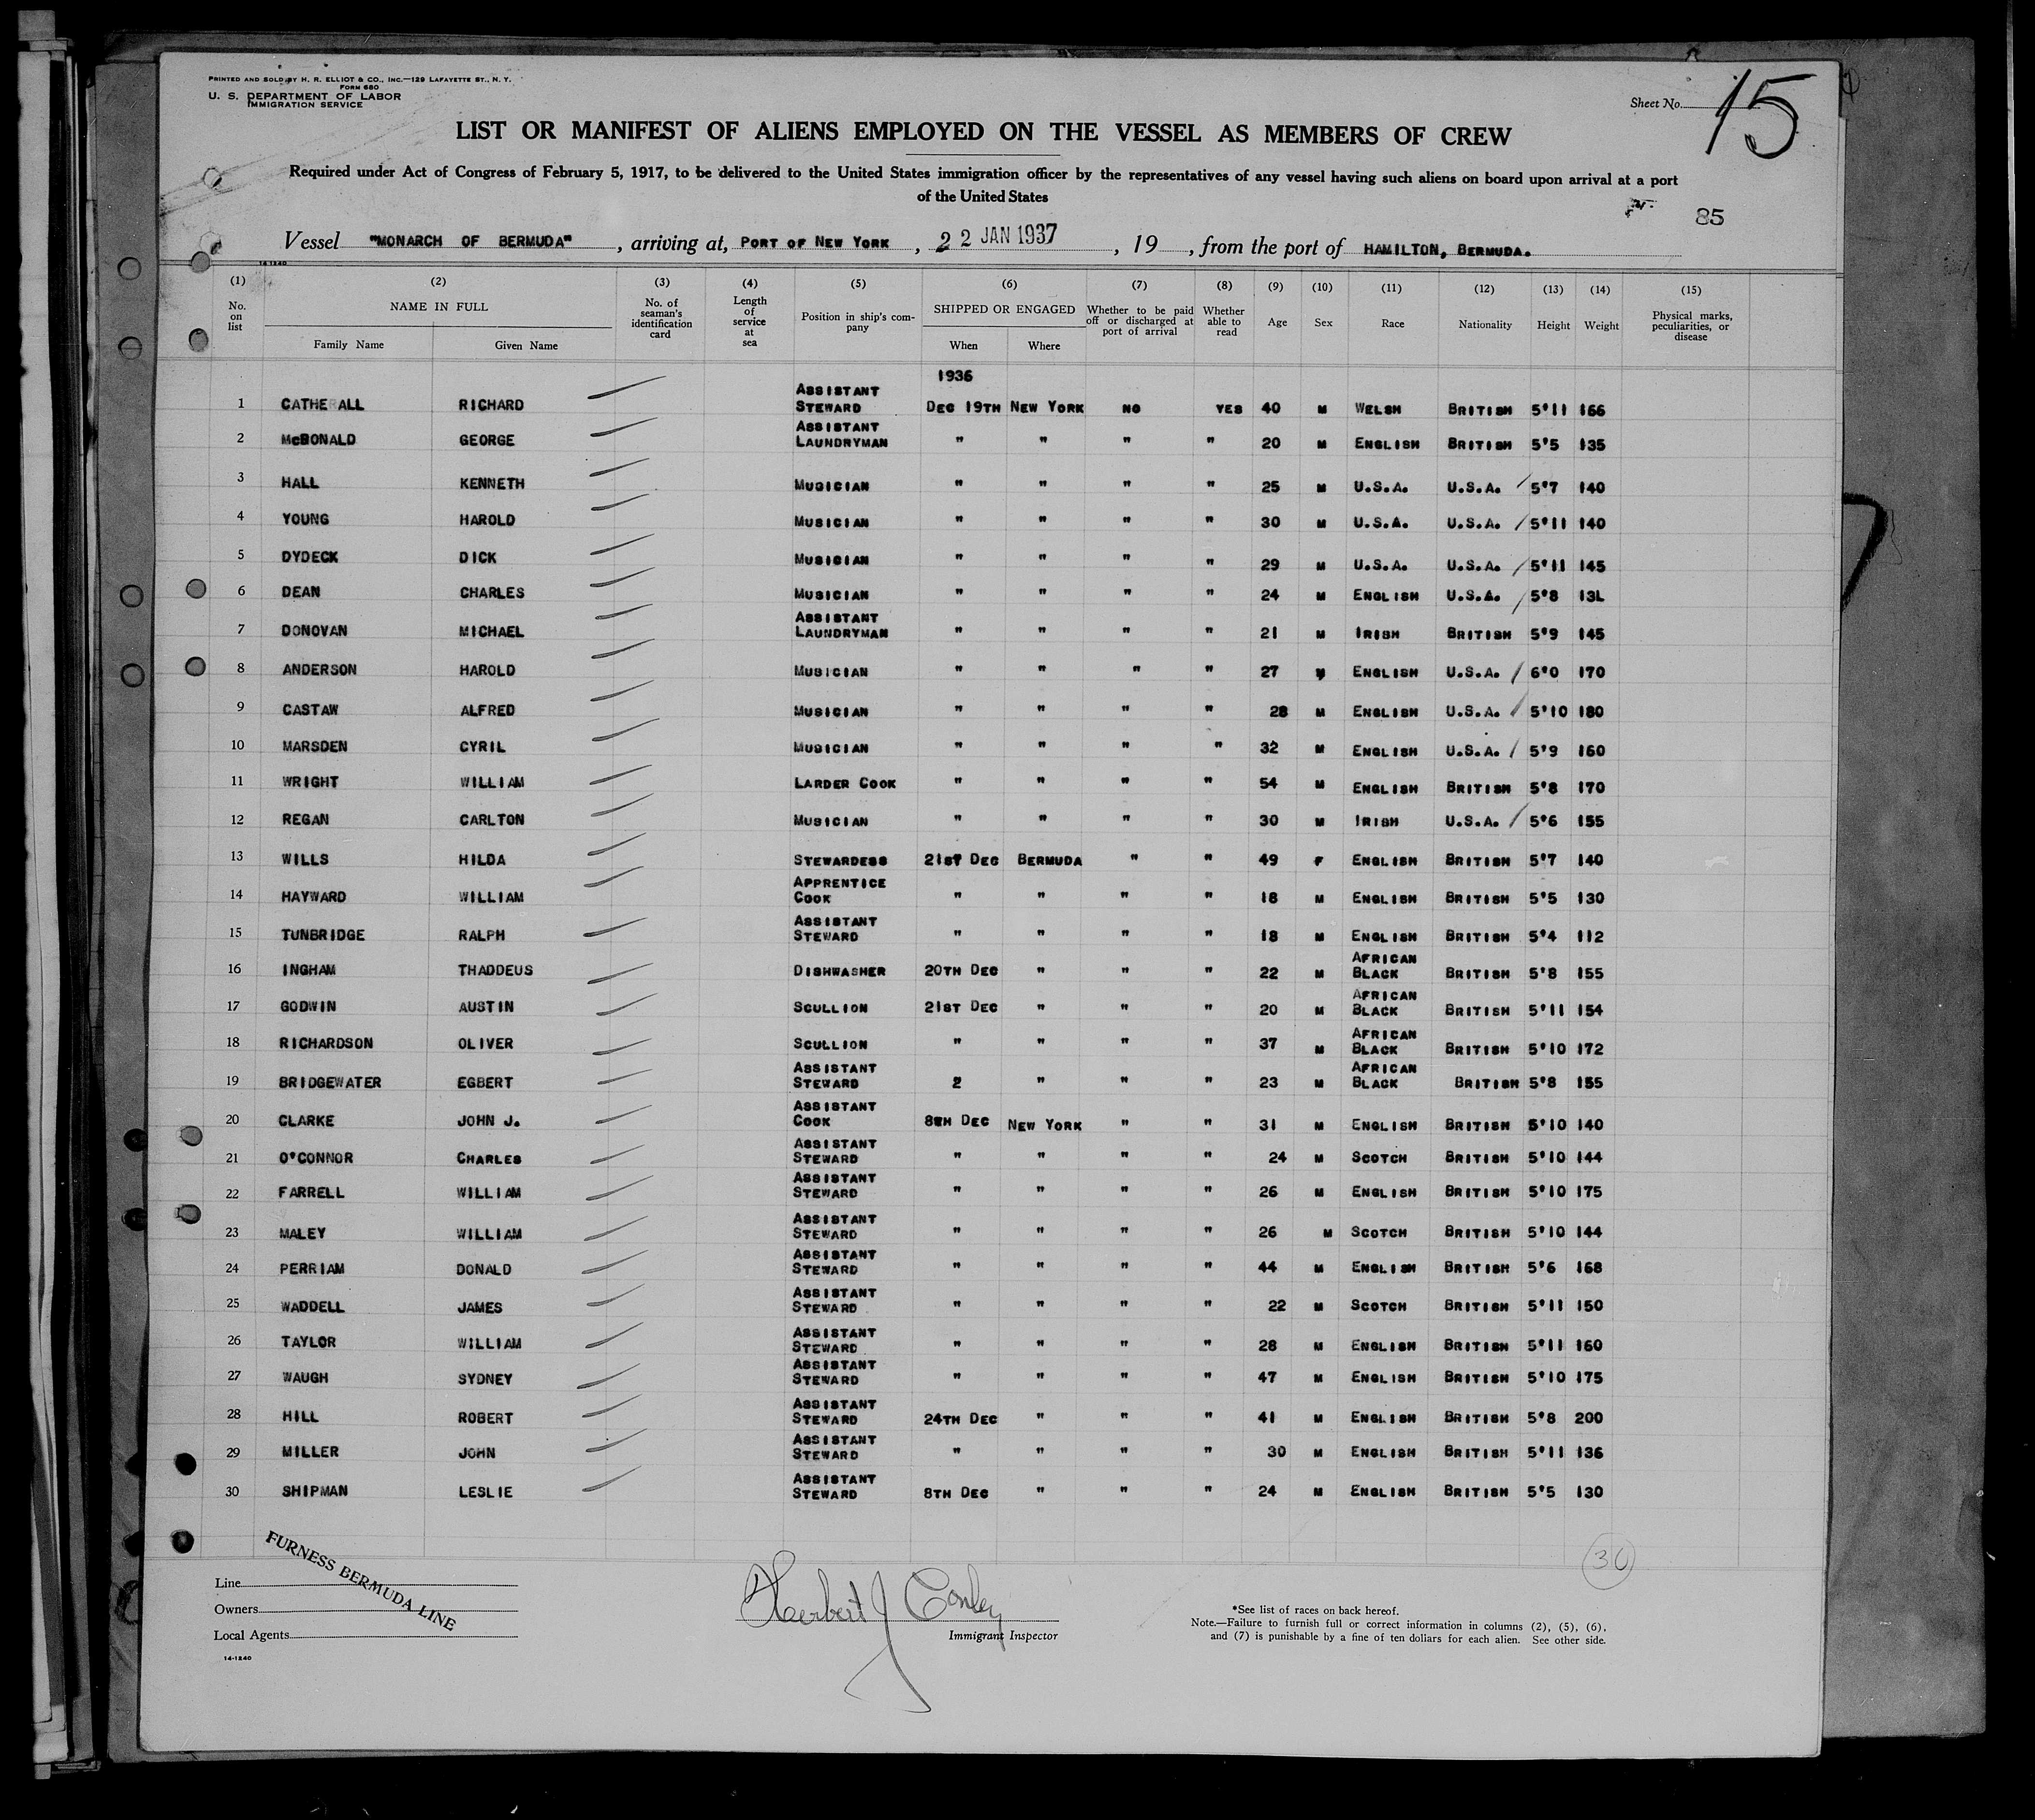 PRINTED AND SOLD BY H. R. ELLIOT & CO., INC.—129 LAFAYETTE ST., N. Y.
FORM 680
U. S. DEPARTMENT OF LABOR
IMMIGRATION SERVICE
Sheet No. 15
LIST OR MANIFEST OF ALIENS EMPLOYED ON THE VESSEL AS MEMBERS OF CREW
Required under Act of Congress of February 5, 1917, to be delivered to the United States immigration officer by the representatives of any vessel having such aliens on board upon arrival at a port
of the United States
85
Vessel "MONARCH OF BERMUDA", arriving at, PORT OF NEW YORK, 22 JAN 1937, 19, from the port of HAMILTON, BERMUDA.
14-1240
(1) (2) (3) (4) (5) (6) (7) (8) (9) (10) (11) (12) (13) (14) (15)
No. on list NAME IN FULL Family Name Given Name No. of seaman's identification card Length of service at sea Position in ship's company SHIPPED OR ENGAGED When Where Whether to be paid off or discharged at port of arrival Whether able to read Age Sex Race Nationality Height Weight Physical marks, peculiarities, or disease
1936
1 CATHERALL RICHARD ASSISTANT STEWARD DEC 19TH NEW YORK NO YES 40 M WELSH BRITISH 5'11 166
2 McDONALD GEORGE ASSISTANT LAUNDRYMAN " " " " 20 M ENGLISH BRITISH 5'5 135
3 HALL KENNETH MUSICIAN " " " " 25 M U.S.A. U.S.A. 5'7 140
4 YOUNG HAROLD MUSICIAN " " " " 30 M U.S.A. U.S.A. 5'11 140
5 DYDECK DICK MUSICIAN " " " " 29 M U.S.A. U.S.A. 5'11 145
6 DEAN CHARLES MUSICIAN " " " " 24 M ENGLISH U.S.A. 5'8 13L
7 DONOVAN MICHAEL ASSISTANT LAUNDRYMAN " " " " 21 M IRISH BRITISH 5'9 145
8 ANDERSON HAROLD MUSICIAN " " " " 27 M ENGLISH U.S.A. 6'0 170
9 CASTAW ALFRED MUSICIAN " " " " 28 M ENGLISH U.S.A. 5'10 180
10 MARSDEN CYRIL MUSICIAN " " " " 32 M ENGLISH U.S.A. 5'9 160
11 WRIGHT WILLIAM LARDER COOK " " " " 54 M ENGLISH BRITISH 5'8 170
12 REGAN CARLTON MUSICIAN " " " " 30 M IRISH U.S.A. 5'6 155
13 WILLS HILDA STEWARDESS 21ST DEC BERMUDA " " 49 F ENGLISH BRITISH 5'7 140
14 HAYWARD WILLIAM APPRENTICE COOK " " " " 18 M ENGLISH BRITISH 5'5 130
15 TUNBRIDGE RALPH ASSISTANT STEWARD " " " " 18 M ENGLISH BRITISH 5'4 112
16 INGHAM THADDEUS DISHWASHER 20TH DEC " " " 22 M AFRICAN BLACK BRITISH 5'8 155
17 GODWIN AUSTIN SCULLION 21ST DEC " " " 20 M AFRICAN BLACK BRITISH 5'11 154
18 RICHARDSON OLIVER SCULLION " " " " 37 M AFRICAN BLACK BRITISH 5'10 172
19 BRIDGEWATER EGBERT ASSISTANT STEWARD 2 " " " 23 M AFRICAN BLACK BRITISH 5'8 155
20 CLARKE JOHN J. ASSISTANT COOK 8TH DEC NEW YORK " " 31 M ENGLISH BRITISH 5'10 140
21 O'CONNOR CHARLES ASSISTANT STEWARD " " " " 24 M SCOTCH BRITISH 5'10 144
22 FARRELL WILLIAM ASSISTANT STEWARD " " " " 26 M ENGLISH BRITISH 5'10 175
23 MALEY WILLIAM ASSISTANT STEWARD " " " " 26 M SCOTCH BRITISH 5'10 144
24 PERRIAM DONALD ASSISTANT STEWARD " " " " 44 M ENGLISH BRITISH 5'6 168
25 WADDELL JAMES ASSISTANT STEWARD " " " " 22 M SCOTCH BRITISH 5'11 150
26 TAYLOR WILLIAM ASSISTANT STEWARD " " " " 28 M ENGLISH BRITISH 5'11 160
27 WAUGH SYDNEY ASSISTANT STEWARD " " " " 47 M ENGLISH BRITISH 5'10 175
28 HILL ROBERT ASSISTANT STEWARD 24TH DEC " " " 41 M ENGLISH BRITISH 5'8 200
29 MILLER JOHN ASSISTANT STEWARD " " " " 30 M ENGLISH BRITISH 5'11 136
30 SHIPMAN LESLIE ASSISTANT STEWARD 8TH DEC " " " 24 M ENGLISH BRITISH 5'5 130
30
FURNESS BERMUDA LINE
Line
Owners
Local Agents
14-1240
Herbert J Conley
Immigrant Inspector
*See list of races on back hereof.
Note.—Failure to furnish full or correct information in columns (2), (5), (6),
and (7) is punishable by a fine of ten dollars for each alien. See other side.